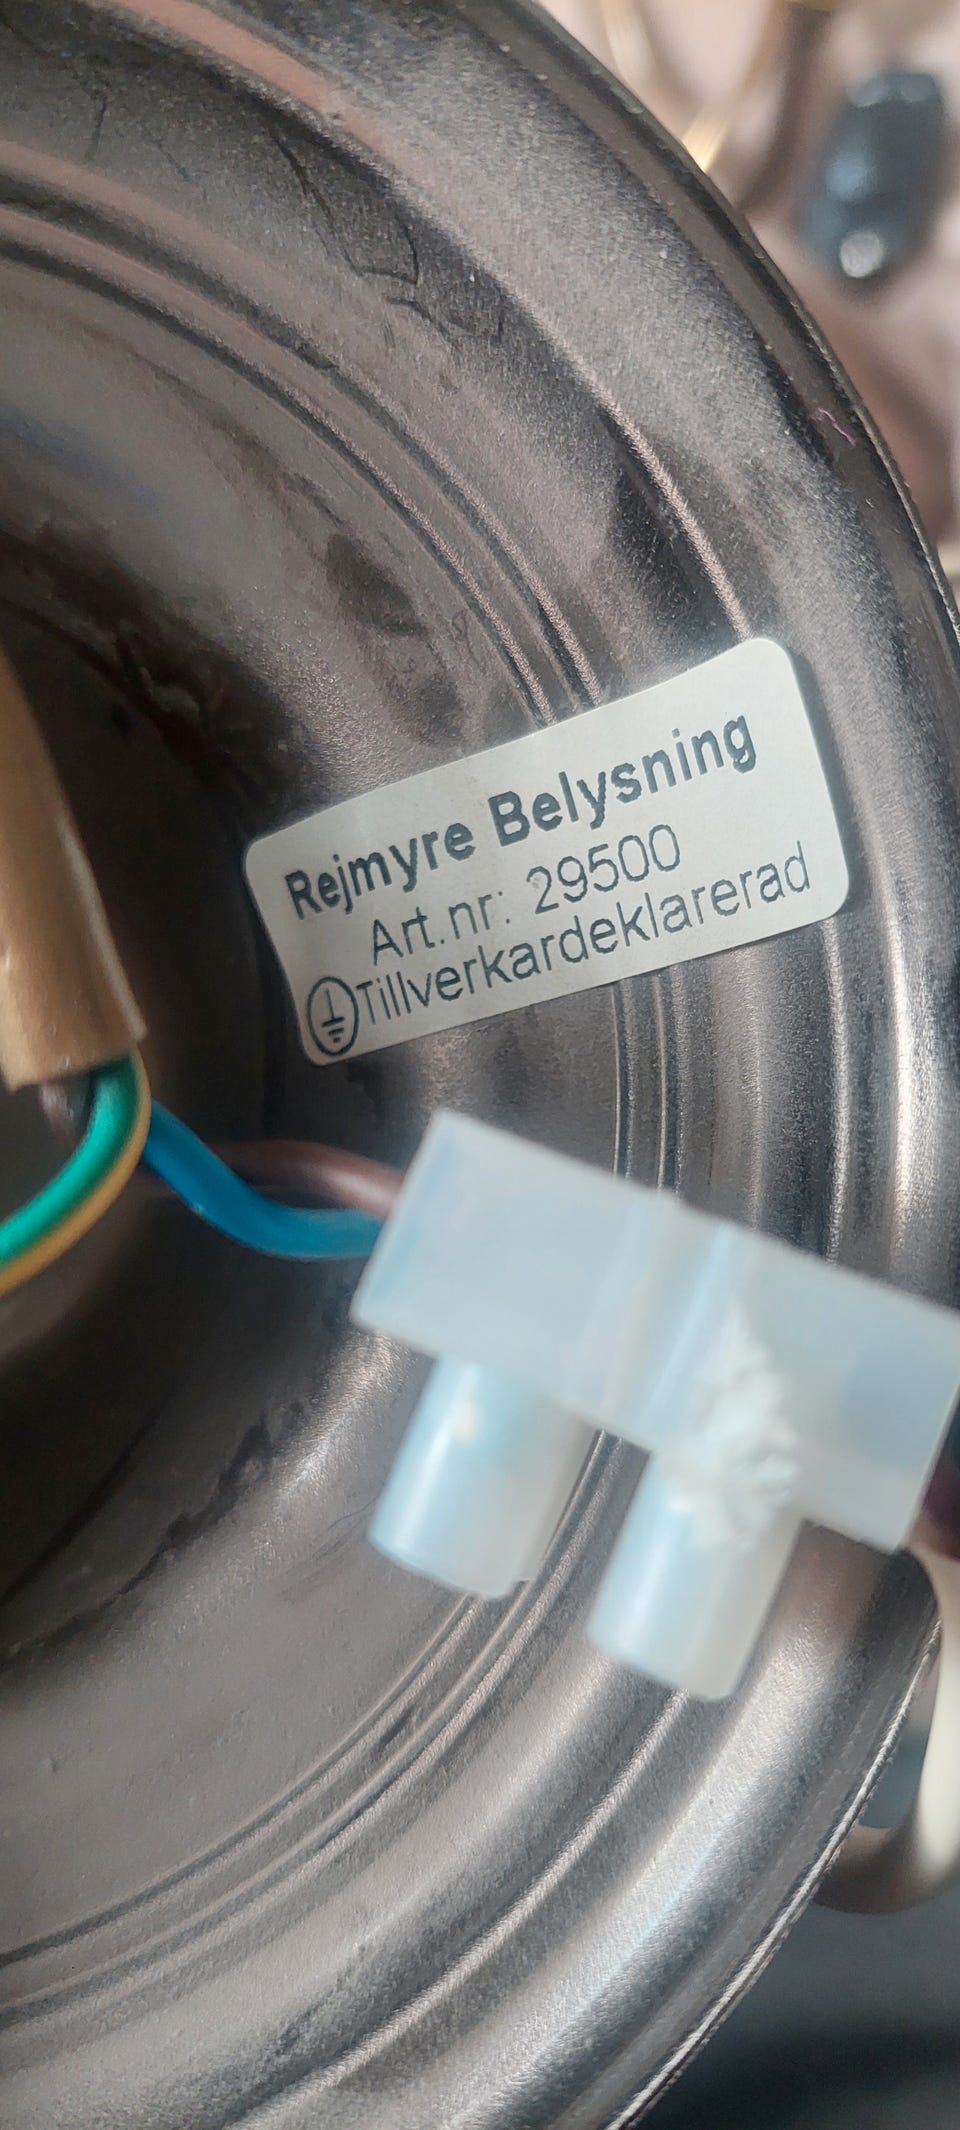 Rejmyre Belysning
Art.nr: 29500
Tillverkardeklarerad